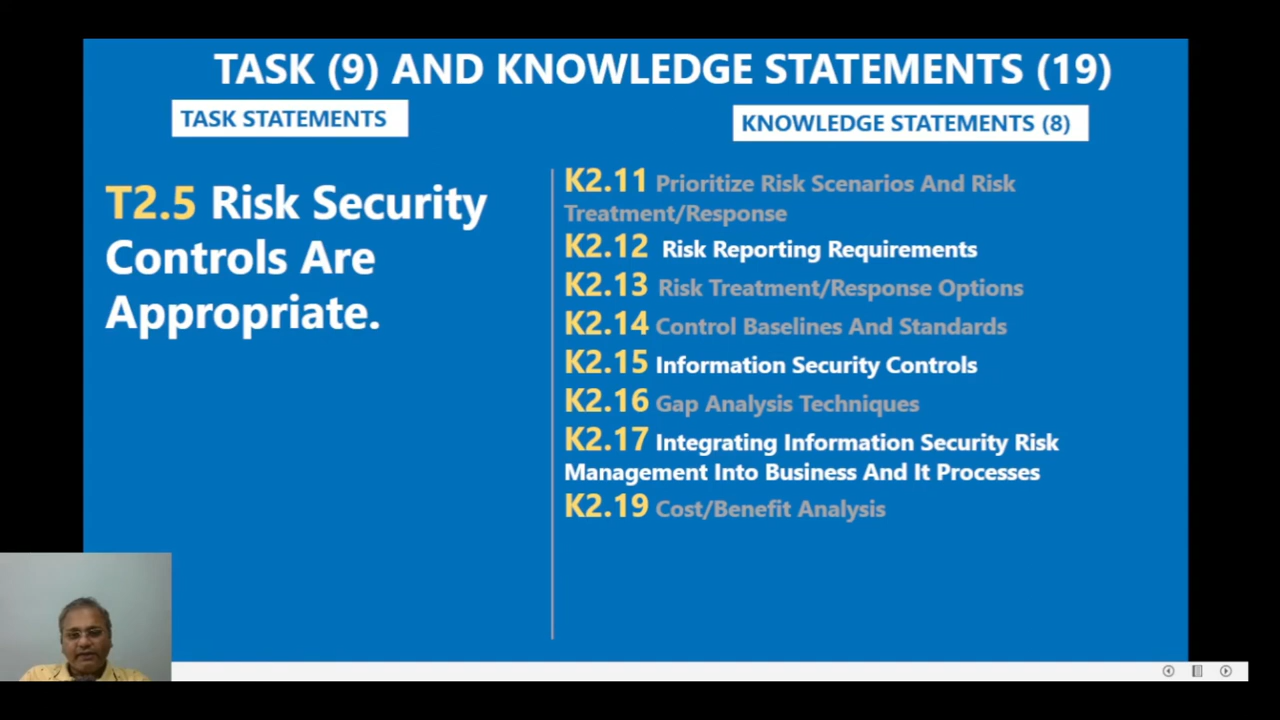 TASK (9) AND KNOWLEDGE STATEMENTS (19)
TASK STATEMENTS
KNOWLEDGE STATEMENTS (8)
T2.5 Risk Security
Controls Are
Appropriate.
K2.11 Prioritize Risk Scenarios And Risk
Treatment/Response
K2.12 Risk Reporting Requirements
K2.13 Risk Treatment/Response Options
K2.14 Control Baselines And Standards
K2.15 Information Security Controls
K2.16 Gap Analysis Techniques
K2.17 Integrating Information Security Risk
Management Into Business And It Processes
K2.19 Cost/Benefit Analysis